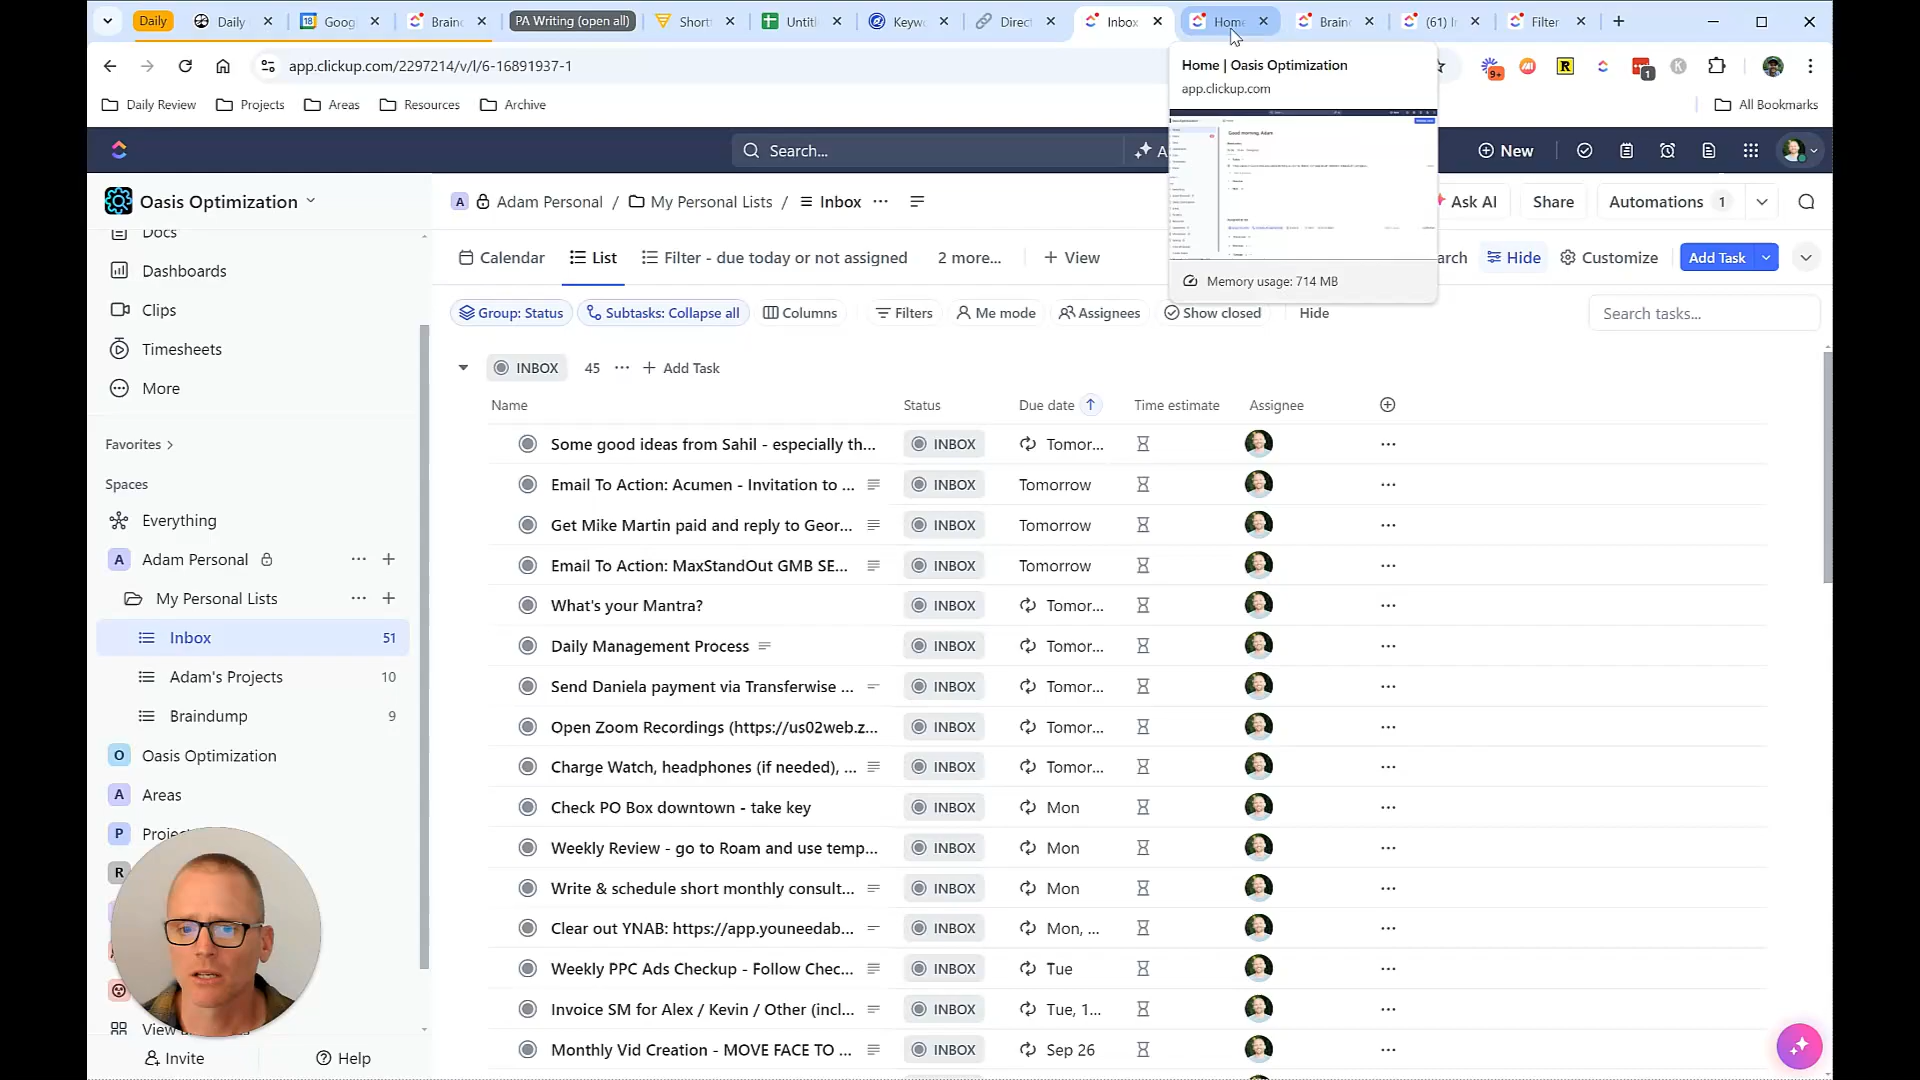 Daily
Daily
Goog
Brainc
PA Writing (open all)
Short
Untitl
Keyw
Direct
Inbox
Home
Brainc
(61) I
Filter
app.clickup.com/2297214/v/l/6-16891937-1
Home | Oasis Optimization
app.clickup.com
9+
1
Daily Review
Projects
Areas
Resources
Archive
All Bookmarks
Search...
A
New
Good morning, Adam
Oasis Optimization
A Adam Personal / My Personal Lists / Inbox
Ask AI
Share
Automations 1
Calendar
List
Filter - due today or not assigned
2 more...
+ View
arch
Hide
Customize
Add Task
Memory usage: 714 MB
Group: Status
Subtasks: Collapse all
Columns
Filters
Me mode
Assignees
Show closed
Hide
Search tasks...
Docs
Dashboards
Clips
Timesheets
More
Favorites
Spaces
Everything
A Adam Personal
My Personal Lists
Inbox 51
Adam's Projects 10
Braindump 9
O Oasis Optimization
A Areas
P Projec
R
View a
Invite
Help
INBOX 45 ... + Add Task
Name Status Due date Time estimate Assignee
Some good ideas from Sahil - especially th... INBOX Tomor...
Email To Action: Acumen - Invitation to ... INBOX Tomorrow
Get Mike Martin paid and reply to Geor... INBOX Tomorrow
Email To Action: MaxStandOut GMB SE... INBOX Tomorrow
What's your Mantra? INBOX Tomor...
Daily Management Process INBOX Tomor...
Send Daniela payment via Transferwise ... INBOX Tomor...
Open Zoom Recordings (https://us02web.z... INBOX Tomor...
Charge Watch, headphones (if needed), ... INBOX Tomor...
Check PO Box downtown - take key INBOX Mon
Weekly Review - go to Roam and use temp... INBOX Mon
Write & schedule short monthly consult... INBOX Mon
Clear out YNAB: https://app.youneedab... INBOX Mon, ...
Weekly PPC Ads Checkup - Follow Chec... INBOX Tue
Invoice SM for Alex / Kevin / Other (incl... INBOX Tue, 1...
Monthly Vid Creation - MOVE FACE TO ... INBOX Sep 26